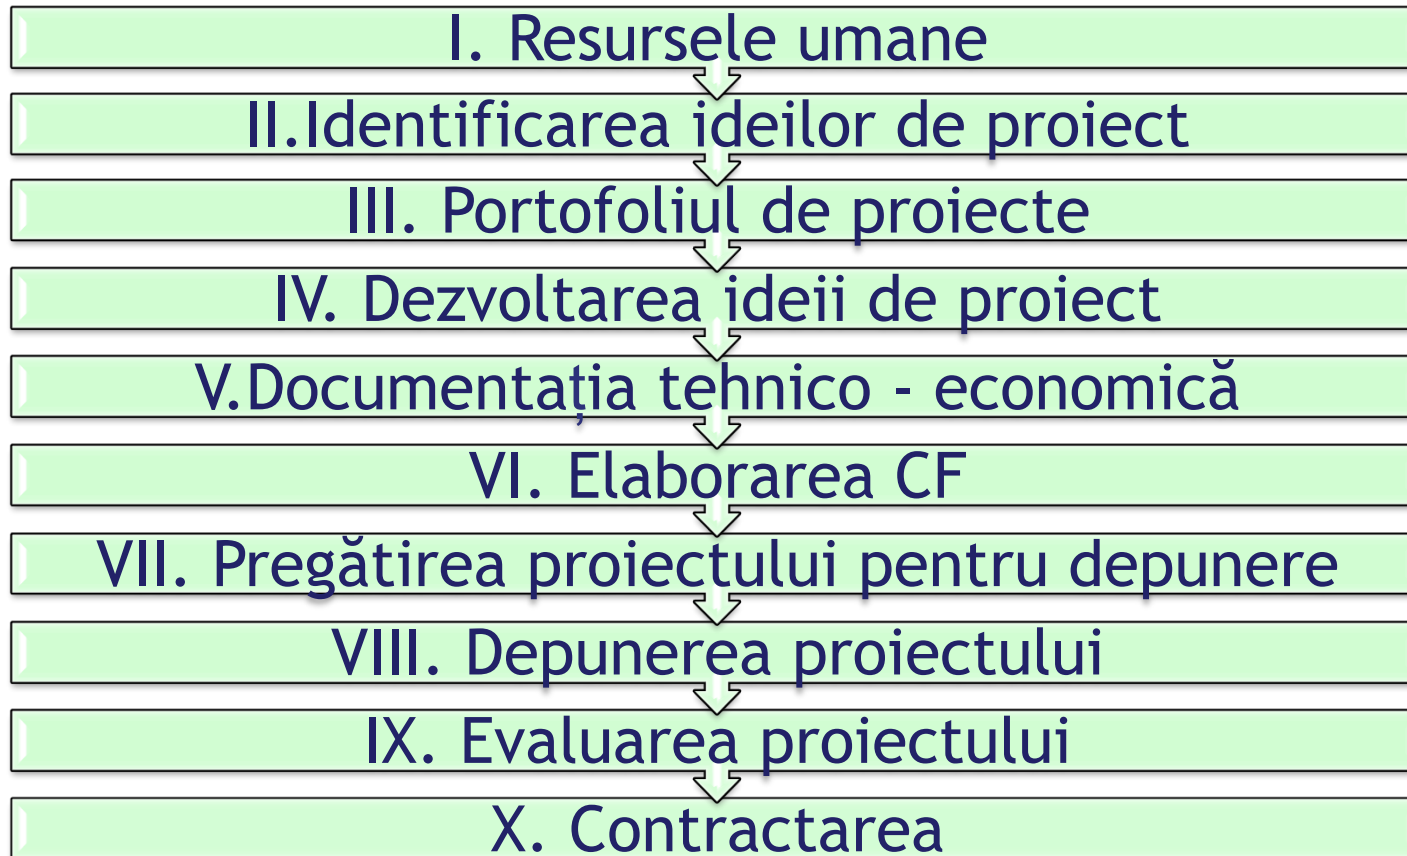 I. Resursele umane
II.Identificarea ideilor de proiect
III. Portofoliul de proiecte
IV. Dezvoltarea ideii de proiect
V.Documentația tehnico - economică
VI. Elaborarea CF
VII. Pregătirea proiectului pentru depunere
VIII. Depunerea proiectului
IX. Evaluarea proiectului
X. Contractarea